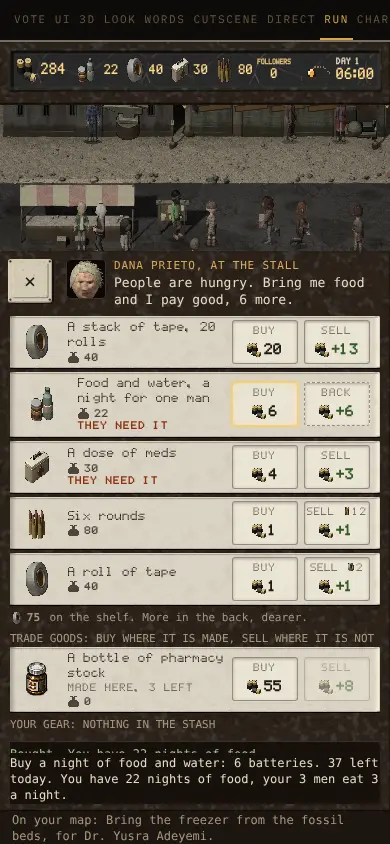 VOTE UI 3D LOOK WORDS CUTSCENE DIRECT RUN CHAR
284 22 40 30 80 FOLLOWERS 0 DAY 1 06:00
DANA PRIETO, AT THE STALL
People are hungry. Bring me food
and I pay good, 6 more.
×
A stack of tape, 20
rolls
40
BUY
20
SELL
+13
Food and water, a
night for one man
22
THEY NEED IT
BUY
6
BACK
+6
A dose of meds
30
THEY NEED IT
BUY
4
SELL
+3
Six rounds
80
BUY
1
SELL 12
+1
A roll of tape
40
BUY
1
SELL 2
+1
75 on the shelf. More in the back, dearer.
TRADE GOODS: BUY WHERE IT IS MADE, SELL WHERE IT IS NOT
A bottle of pharmacy
stock
MADE HERE, 3 LEFT
0
BUY
55
SELL
+8
YOUR GEAR: NOTHING IN THE STASH
Bought. You have 22 nights of food
Buy a night of food and water: 6 batteries. 37 left
today. You have 22 nights of food, your 3 men eat 3
a night.
On your map: Bring the freezer from the fossil
beds, for Dr. Yusra Adeyemi.